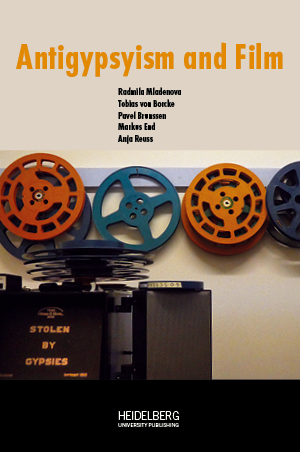 Antigypsyism and Film
Radmila Mladenova
Tobias von Borcke
Pavel Brunssen
Markus End
Anja Reuss
STOLEN
BY
GYPSIES
HEIDELBERG
UNIVERSITY PUBLISHING